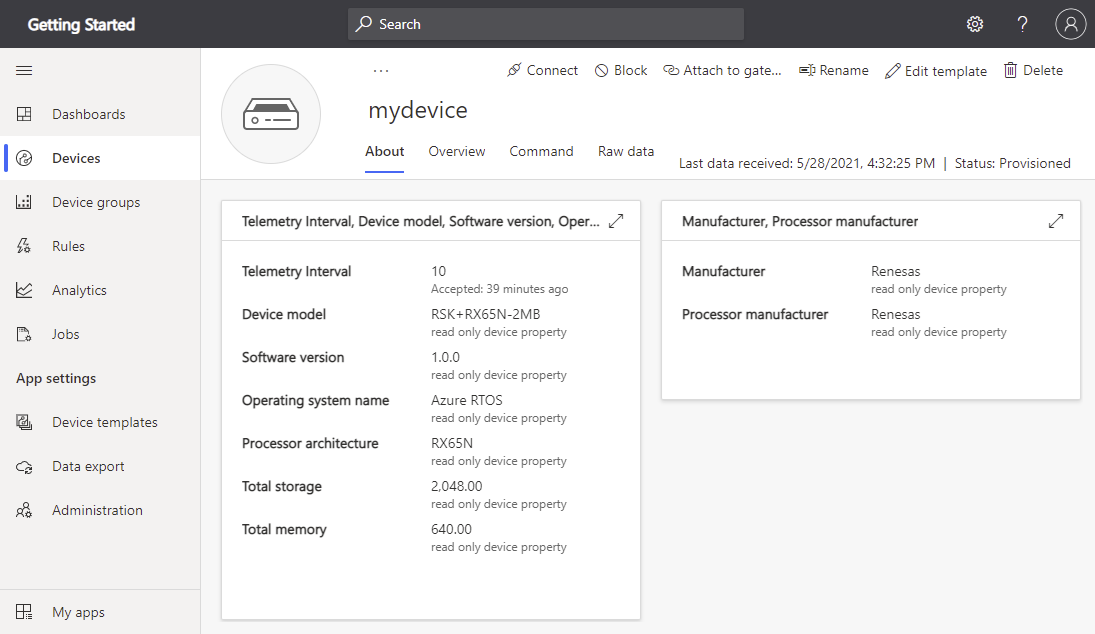 Getting Started
Search
?
Dashboards
Devices
Device groups
Rules
Analytics
Jobs
App settings
Device templates
Data export
Administration
My apps
... Connect Block Attach to gate... Rename Edit template Delete
mydevice
About Overview Command Raw data
Last data received: 5/28/2021, 4:32:25 PM | Status: Provisioned
Telemetry Interval, Device model, Software version, Oper...
Telemetry Interval 10
Accepted: 39 minutes ago
Device model RSK+RX65N-2MB
read only device property
Software version 1.0.0
read only device property
Operating system name Azure RTOS
read only device property
Processor architecture RX65N
read only device property
Total storage 2,048.00
read only device property
Total memory 640.00
read only device property
Manufacturer, Processor manufacturer
Manufacturer Renesas
read only device property
Processor manufacturer Renesas
read only device property